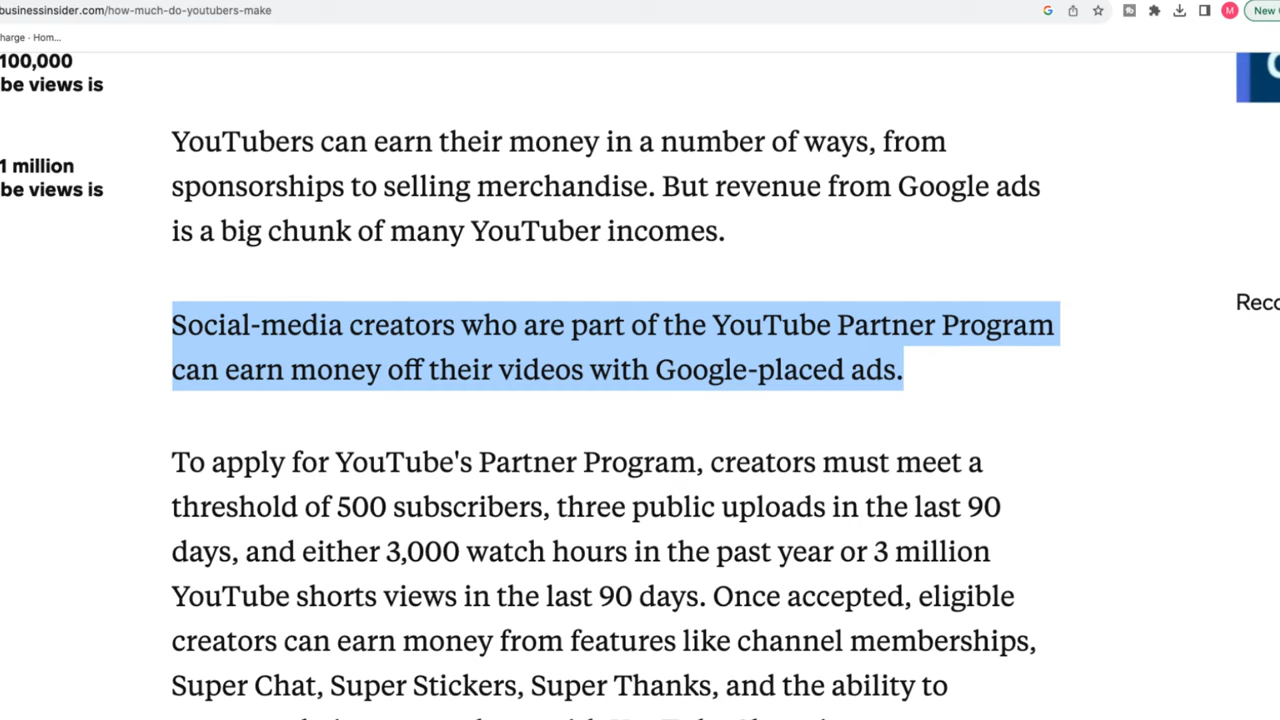 businessinsider.com/how-much-do-youtubers-make
M
New
harge - Hom...
100,000
be views is
1 million
be views is
YouTubers can earn their money in a number of ways, from
sponsorships to selling merchandise. But revenue from Google ads
is a big chunk of many YouTuber incomes.
Social-media creators who are part of the YouTube Partner Program
can earn money off their videos with Google-placed ads.
To apply for YouTube's Partner Program, creators must meet a
threshold of 500 subscribers, three public uploads in the last 90
days, and either 3,000 watch hours in the past year or 3 million
YouTube shorts views in the last 90 days. Once accepted, eligible
creators can earn money from features like channel memberships,
Super Chat, Super Stickers, Super Thanks, and the ability to
Reco